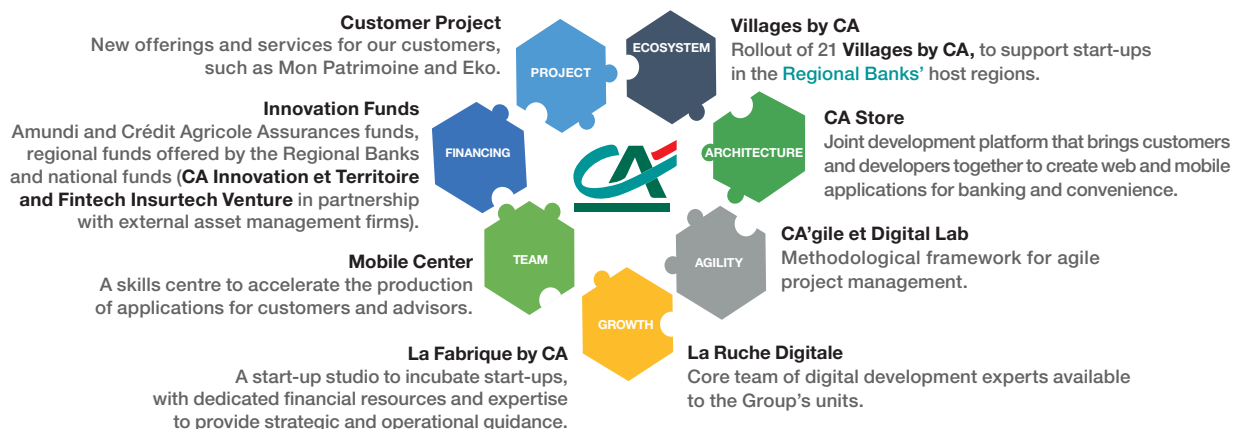 Customer Project
New offerings and services for our customers,
such as Mon Patrimoine and Eko.
PROJECT
ECOSYSTEM
Villages by CA
Rollout of 21 Villages by CA, to support start-ups
in the Regional Banks’ host regions.
Innovation Funds
Amundi and Crédit Agricole Assurances funds,
regional funds offered by the Regional Banks
and national funds (CA Innovation et Territoire
and Fintech Insurtech Venture in partnership
with external asset management firms).
FINANCING
CA
ARCHITECTURE
CA Store
Joint development platform that brings customers
and developers together to create web and mobile
applications for banking and convenience.
Mobile Center
A skills centre to accelerate the production
of applications for customers and advisors.
TEAM
AGILITY
CA’gile et Digital Lab
Methodological framework for agile
project management.
GROWTH
La Fabrique by CA
A start-up studio to incubate start-ups,
with dedicated financial resources and expertise
to provide strategic and operational guidance.
La Ruche Digitale
Core team of digital development experts available
to the Group’s units.